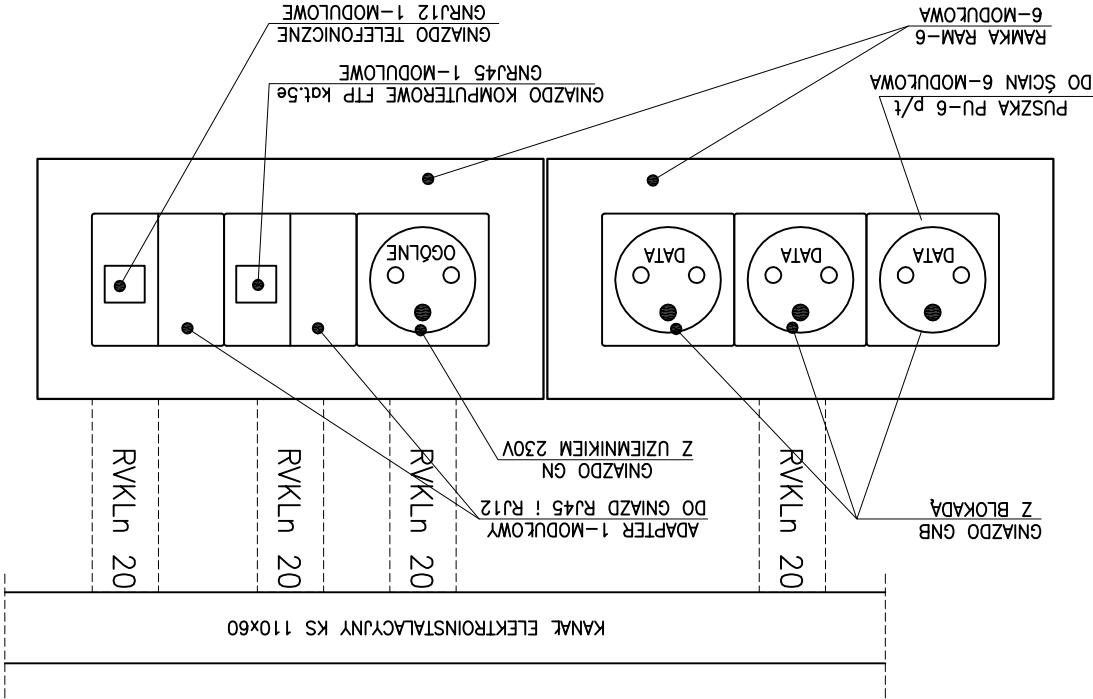 KANAŁ ELEKTROINSTALACYJNY KS 110x60
RVKLn 20
RVKLn 20
RVKLn 20
RVKLn 20
GNIAZDO GNB
Z BLOKADĄ
ADAPTER 1-MODUŁOWY
DO GNIAZD RJ45 i RJ12
GNIAZDO GN
Z UZIEMNIKIEM 230V
DATA
DATA
DATA
OGÓLNE
PUSZKA PU-6 p/t
DO ŚCIAN 6-MODUŁOWA
RAMKA RAM-6
6-MODUŁOWA
GNIAZDO KOMPUTEROWE FTP kat.5e
GNRJ45 1-MODUŁOWE
GNIAZDO TELEFONICZNE
GNRJ12 1-MODUŁOWE